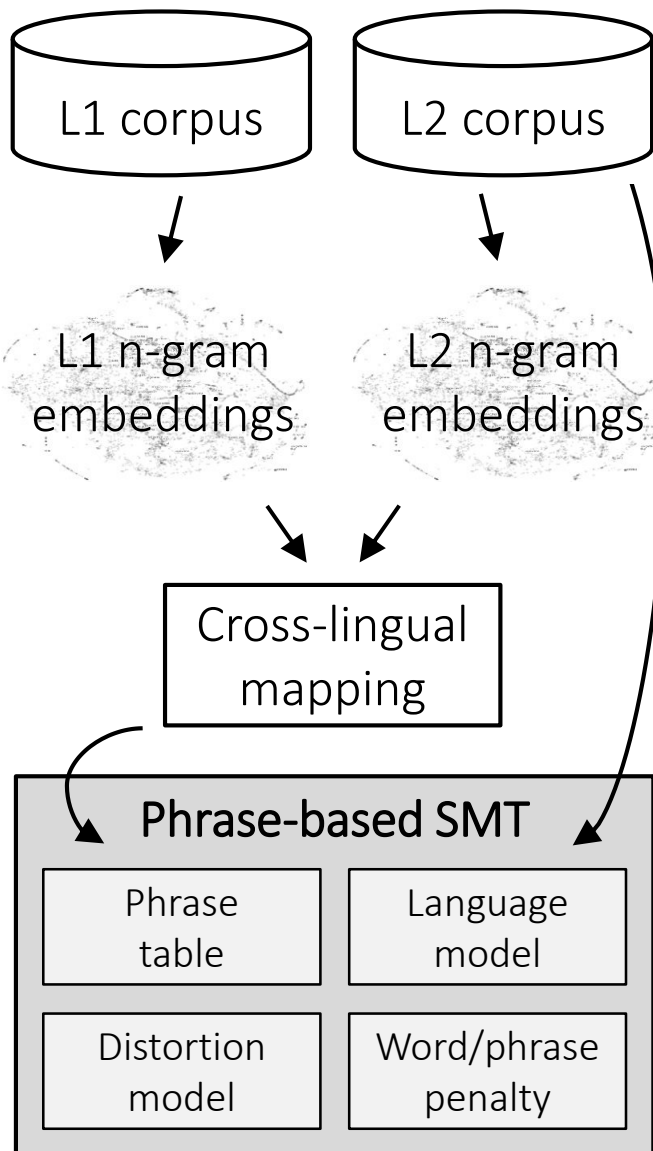 L1 corpus
L2 corpus
L1 n-gram
embeddings
L2 n-gram
embeddings
Cross-lingual
mapping
Phrase-based SMT
Phrase
table
Language
model
Distortion
model
Word/phrase
penalty